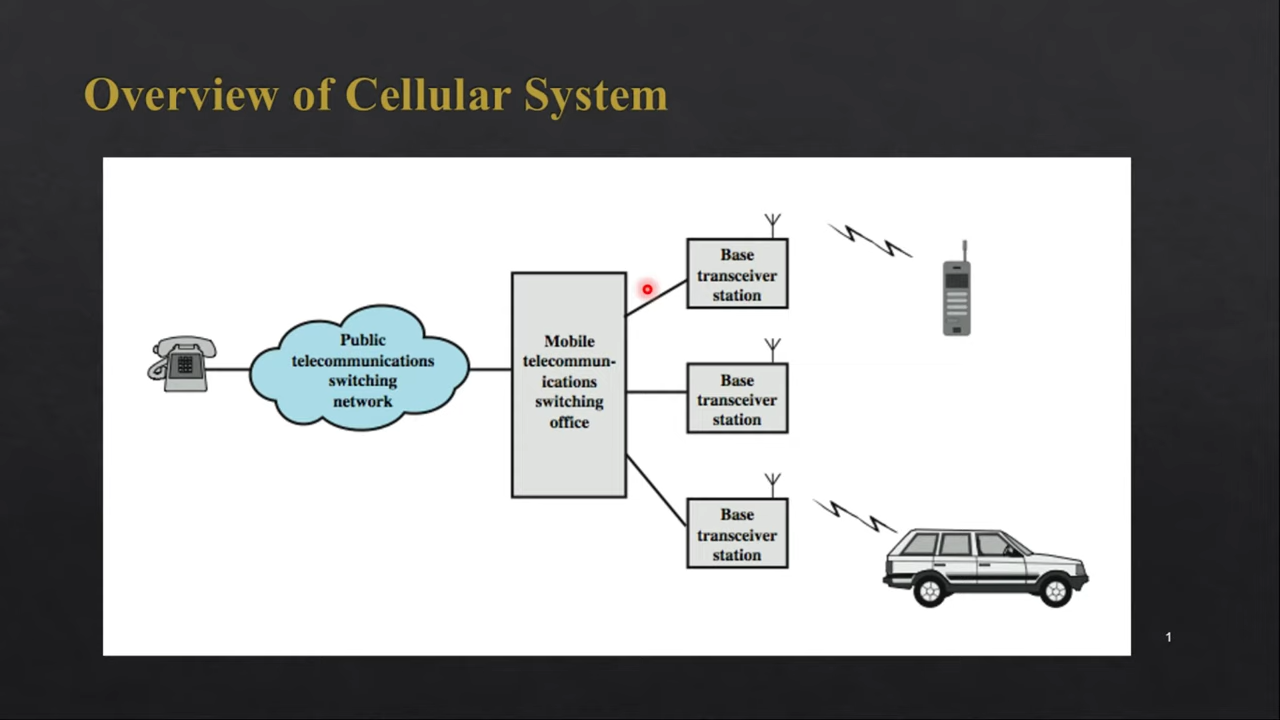 Overview of Cellular System
Public
telecommunications
switching
network
Mobile
telecommun-
ications
switching
office
Base
transceiver
station
Base
transceiver
station
Base
transceiver
station
1